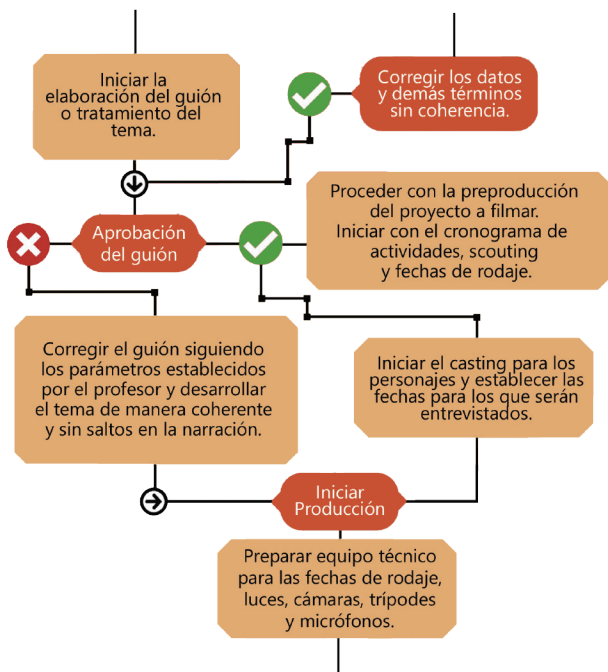 Iniciar la
elaboración del guión
o tratamiento del
tema.
Corregir los datos
y demás términos
sin coherencia.
Aprobación
del guión
Proceder con la preproducción
del proyecto a filmar.
Iniciar con el cronograma de
actividades, scouting
y fechas de rodaje.
Corregir el guión siguiendo
los parámetros establecidos
por el profesor y desarrollar
el tema de manera coherente
y sin saltos en la narración.
Iniciar el casting para los
personajes y establecer las
fechas para los que serán
entrevistados.
Iniciar
Producción
Preparar equipo técnico
para las fechas de rodaje,
luces, cámaras, trípodes
y micrófonos.